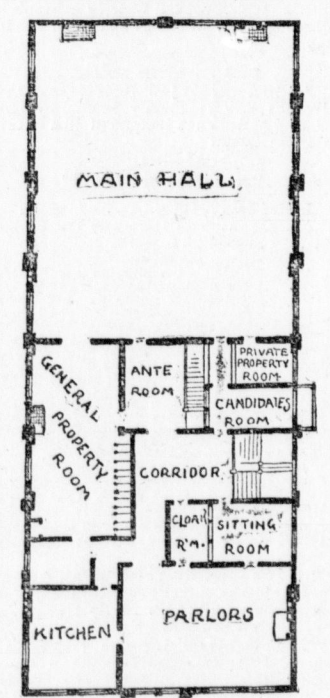 MAIN HALL.
GENERAL
PROPERTY
ROOM
ANTE
ROOM
PRIVATE
PROPERTY
ROOM
CANDIDATES
ROOM
CORRIDOR
CLOAK
R'M.
SITTING
ROOM
PARLORS
KITCHEN